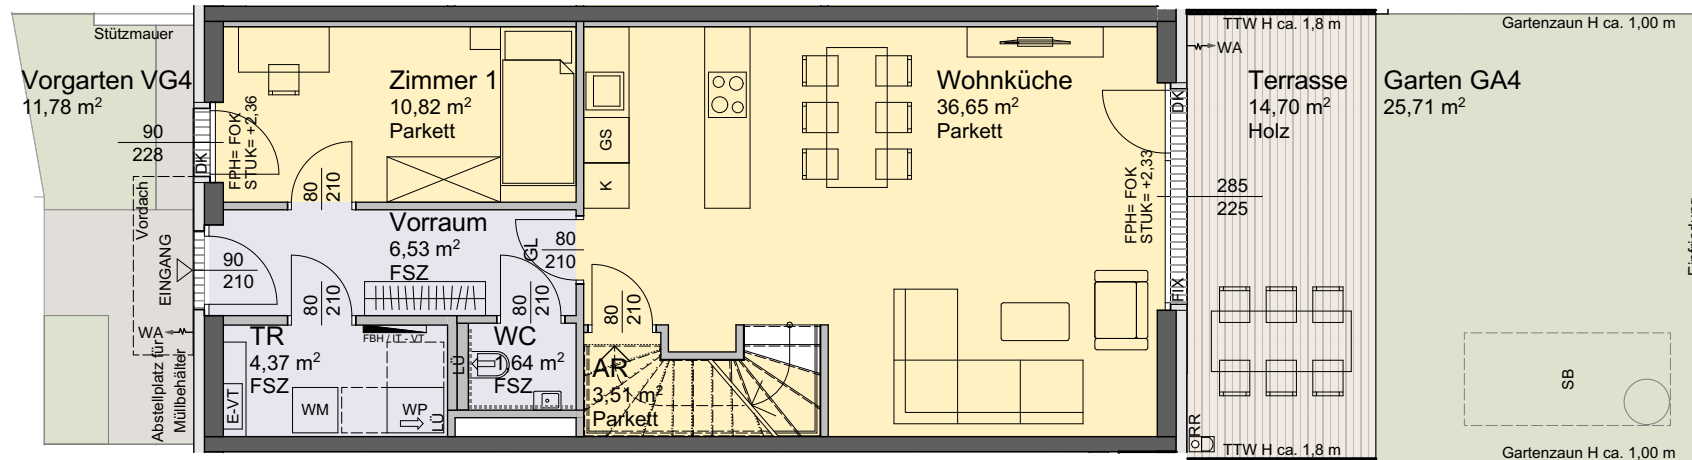 Stützmauer
Vorgarten VG4
11,78 m²
90
228
DK
FPH= FOK
STUK= +2,36
Zimmer 1
10,82 m²
Parkett
80
210
GS
K
Wohnküche
36,65 m²
Parkett
FPH= FOK
STUK= +2,33
DK
FIX
285
225
TTW H ca. 1,8 m
WA
Terrasse
14,70 m²
Holz
Garten GA4
25,71 m²
Gartenzaun H ca. 1,00 m
Einfriedung
Vordach
EINGANG
90
210
Vorraum
6,53 m²
FSZ
GL
80
210
80
210
80
210
80
210
WA
Abstellplatz für
Müllbehälter
TR
4,37 m²
FSZ
FBH - IT - VT
E-VT
WM
WP
LÜ
LÜ
WC
1,64 m²
FSZ
AR
3,51 m²
Parkett
SB
RR
TTW H ca. 1,8 m
Gartenzaun H ca. 1,00 m